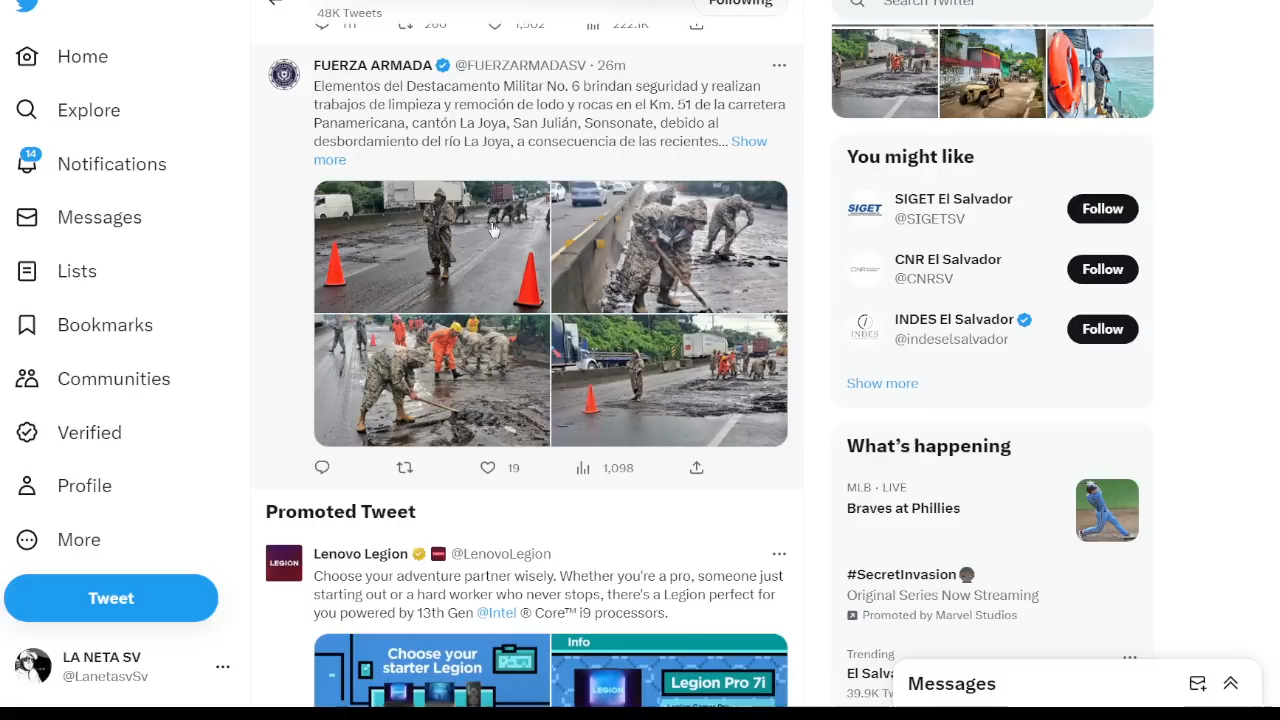 Home
Explore
14
Notifications
Messages
Lists
Bookmarks
Communities
Verified
Profile
More
Tweet
LA NETA SV
@LanetasvSv
48K Tweets
Following
222.1K
FUERZA ARMADA @FUERZARMADASV · 26m
Elementos del Destacamento Militar No. 6 brindan seguridad y realizan
trabajos de limpieza y remoción de lodo y rocas en el Km. 51 de la carretera
Panamericana, cantón La Joya, San Julián, Sonsonate, debido al
desbordamiento del río La Joya, a consecuencia de las recientes... Show
more
19
1,098
Promoted Tweet
LEGION
Lenovo Legion @LenovoLegion
Choose your adventure partner wisely. Whether you're a pro, someone just
starting out or a hard worker who never stops, there's a Legion perfect for
you powered by 13th Gen @Intel ® Core™ i9 processors.
Choose your
starter Legion
Info
LEGION
Legion Pro 7i
Search Twitter
You might like
SIGET
SIGET El Salvador
@SIGETSV
Follow
CNR
CNR El Salvador
@CNRSV
Follow
INDES
INDES El Salvador
@indeselsalvador
Follow
Show more
What's happening
MLB · LIVE
Braves at Phillies
#SecretInvasion
Original Series Now Streaming
Promoted by Marvel Studios
Trending
El Salva
39.9K Tw
Messages